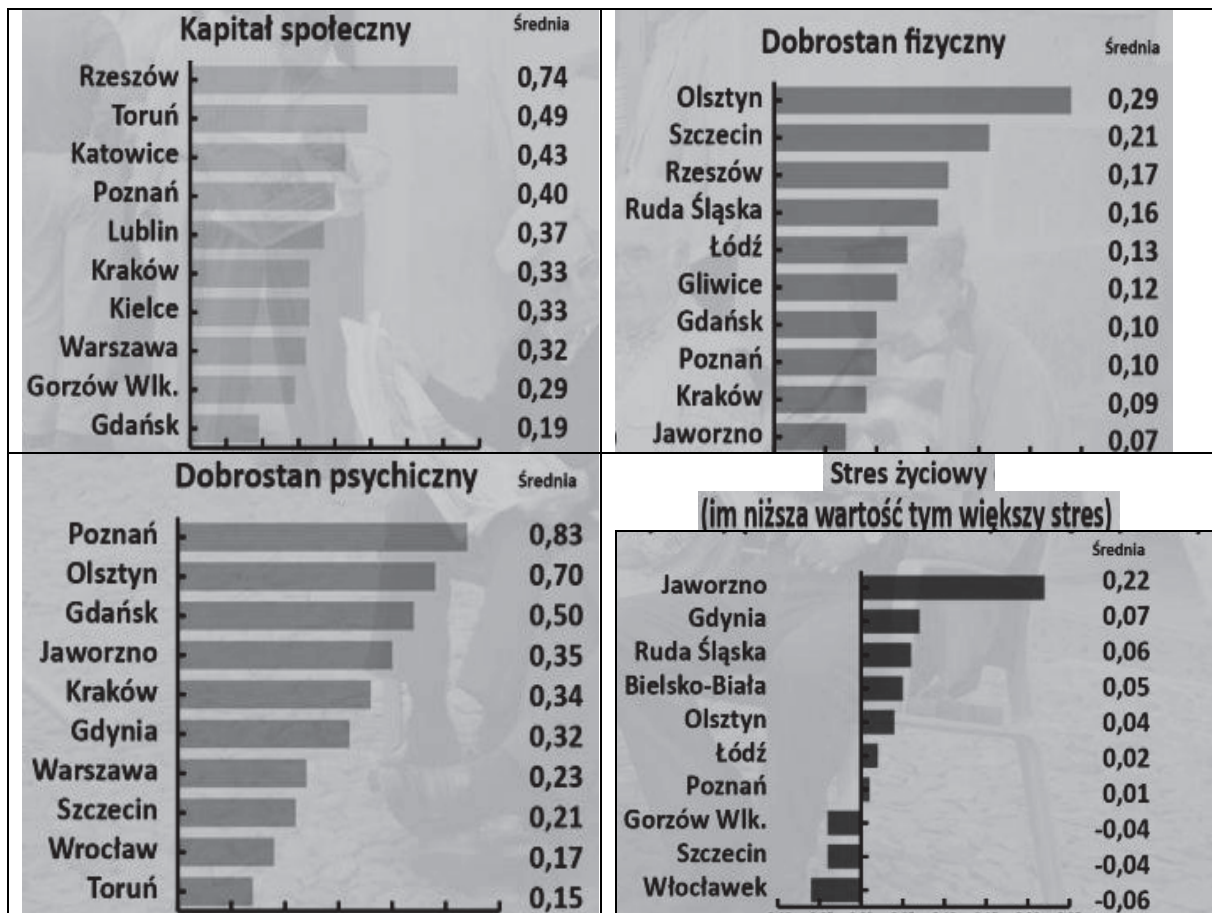 Kapitał społeczny Średnia
Rzeszów 0,74
Toruń 0,49
Katowice 0,43
Poznań 0,40
Lublin 0,37
Kraków 0,33
Kielce 0,33
Warszawa 0,32
Gorzów Wlk. 0,29
Gdańsk 0,19
Dobrostan fizyczny Średnia
Olsztyn 0,29
Szczecin 0,21
Rzeszów 0,17
Ruda Śląska 0,16
Łódź 0,13
Gliwice 0,12
Gdańsk 0,10
Poznań 0,10
Kraków 0,09
Jaworzno 0,07
Dobrostan psychiczny Średnia
Poznań 0,83
Olsztyn 0,70
Gdańsk 0,50
Jaworzno 0,35
Kraków 0,34
Gdynia 0,32
Warszawa 0,23
Szczecin 0,21
Wrocław 0,17
Toruń 0,15
Stres życiowy
(im niższa wartość tym większy stres)
Średnia
Jaworzno 0,22
Gdynia 0,07
Ruda Śląska 0,06
Bielsko-Biała 0,05
Olsztyn 0,04
Łódź 0,02
Poznań 0,01
Gorzów Wlk. -0,04
Szczecin -0,04
Włocławek -0,06